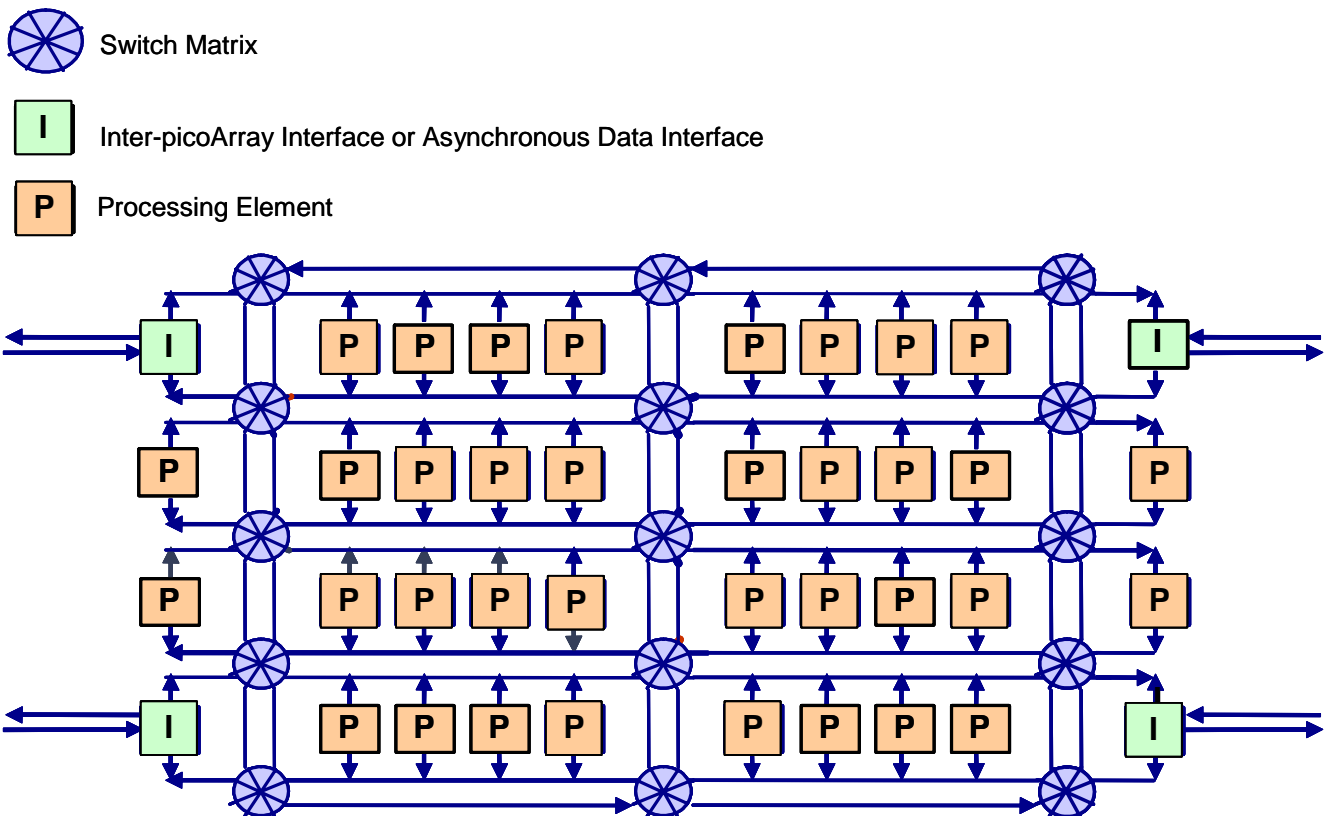 Switch Matrix
I
Inter-picoArray Interface or Asynchronous Data Interface
P
Processing Element
I P P P P P P P P I
P P P P P P P P P P
P P P P P P P P P P
I P P P P P P P P I